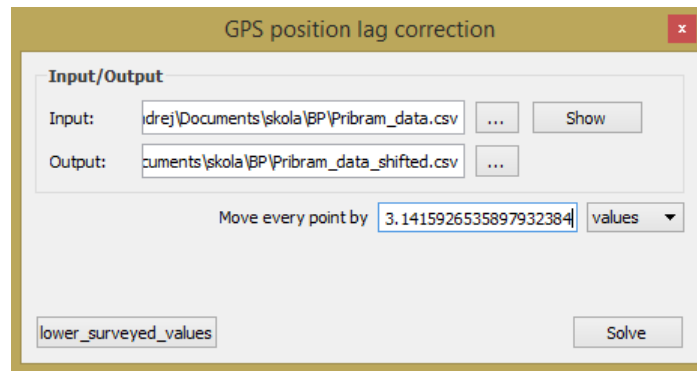 GPS position lag correction
x
Input/Output
Input: ıdrej\Documents\skola\BP\Pribram_data.csv ... Show
Output: cuments\skola\BP\Pribram_data_shifted.csv ...
Move every point by 3.1415926535897932384 values
lower_surveyed_values Solve